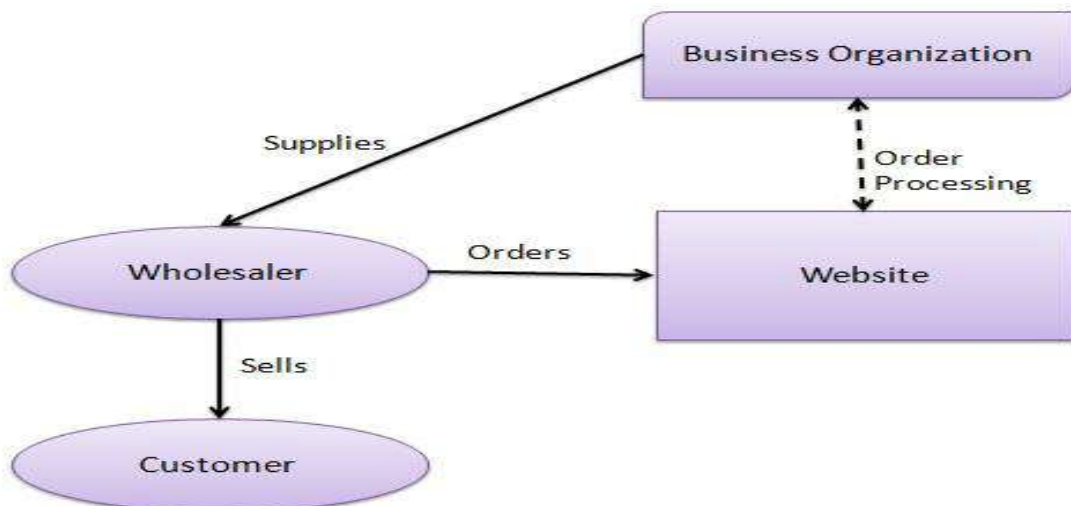 Business Organization
Supplies
Order
Processing
Wholesaler
Orders
Website
Sells
Customer